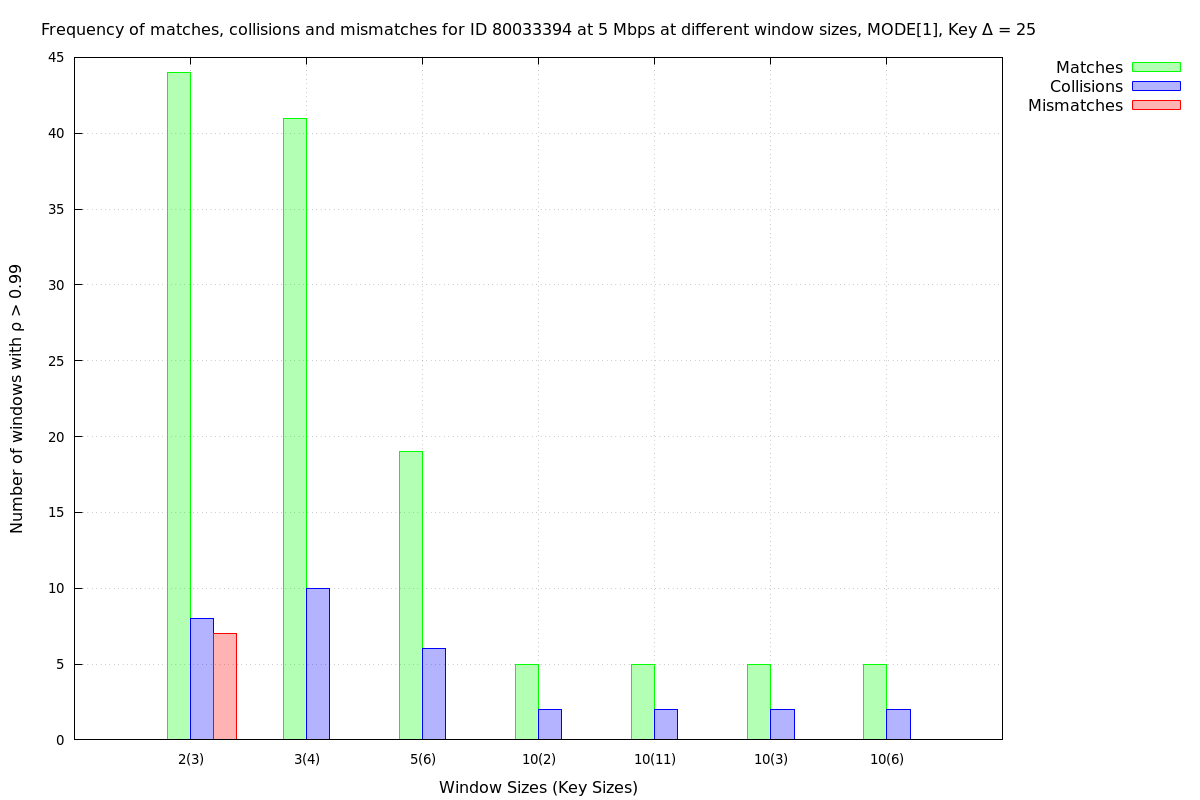 Frequency of matches, collisions and mismatches for ID 80033394 at 5 Mbps at different window sizes, MODE[1], Key Δ = 25
Matches
Collisions
Mismatches
Number of windows with ρ > 0.99
45
40
35
30
25
20
15
10
5
0
2(3) 3(4) 5(6) 10(2) 10(11) 10(3) 10(6)
Window Sizes (Key Sizes)